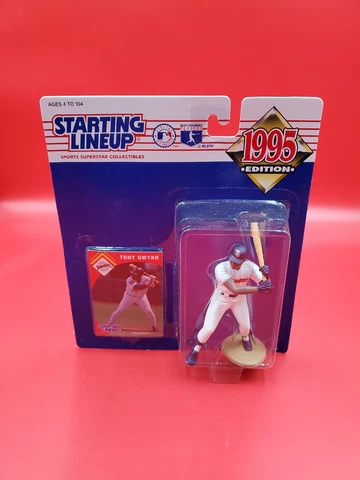 AGES 4 TO 104
STARTING
LINEUP
SPORTS SUPERSTAR COLLECTIBLES
1995
EDITION
TONY GWYNN